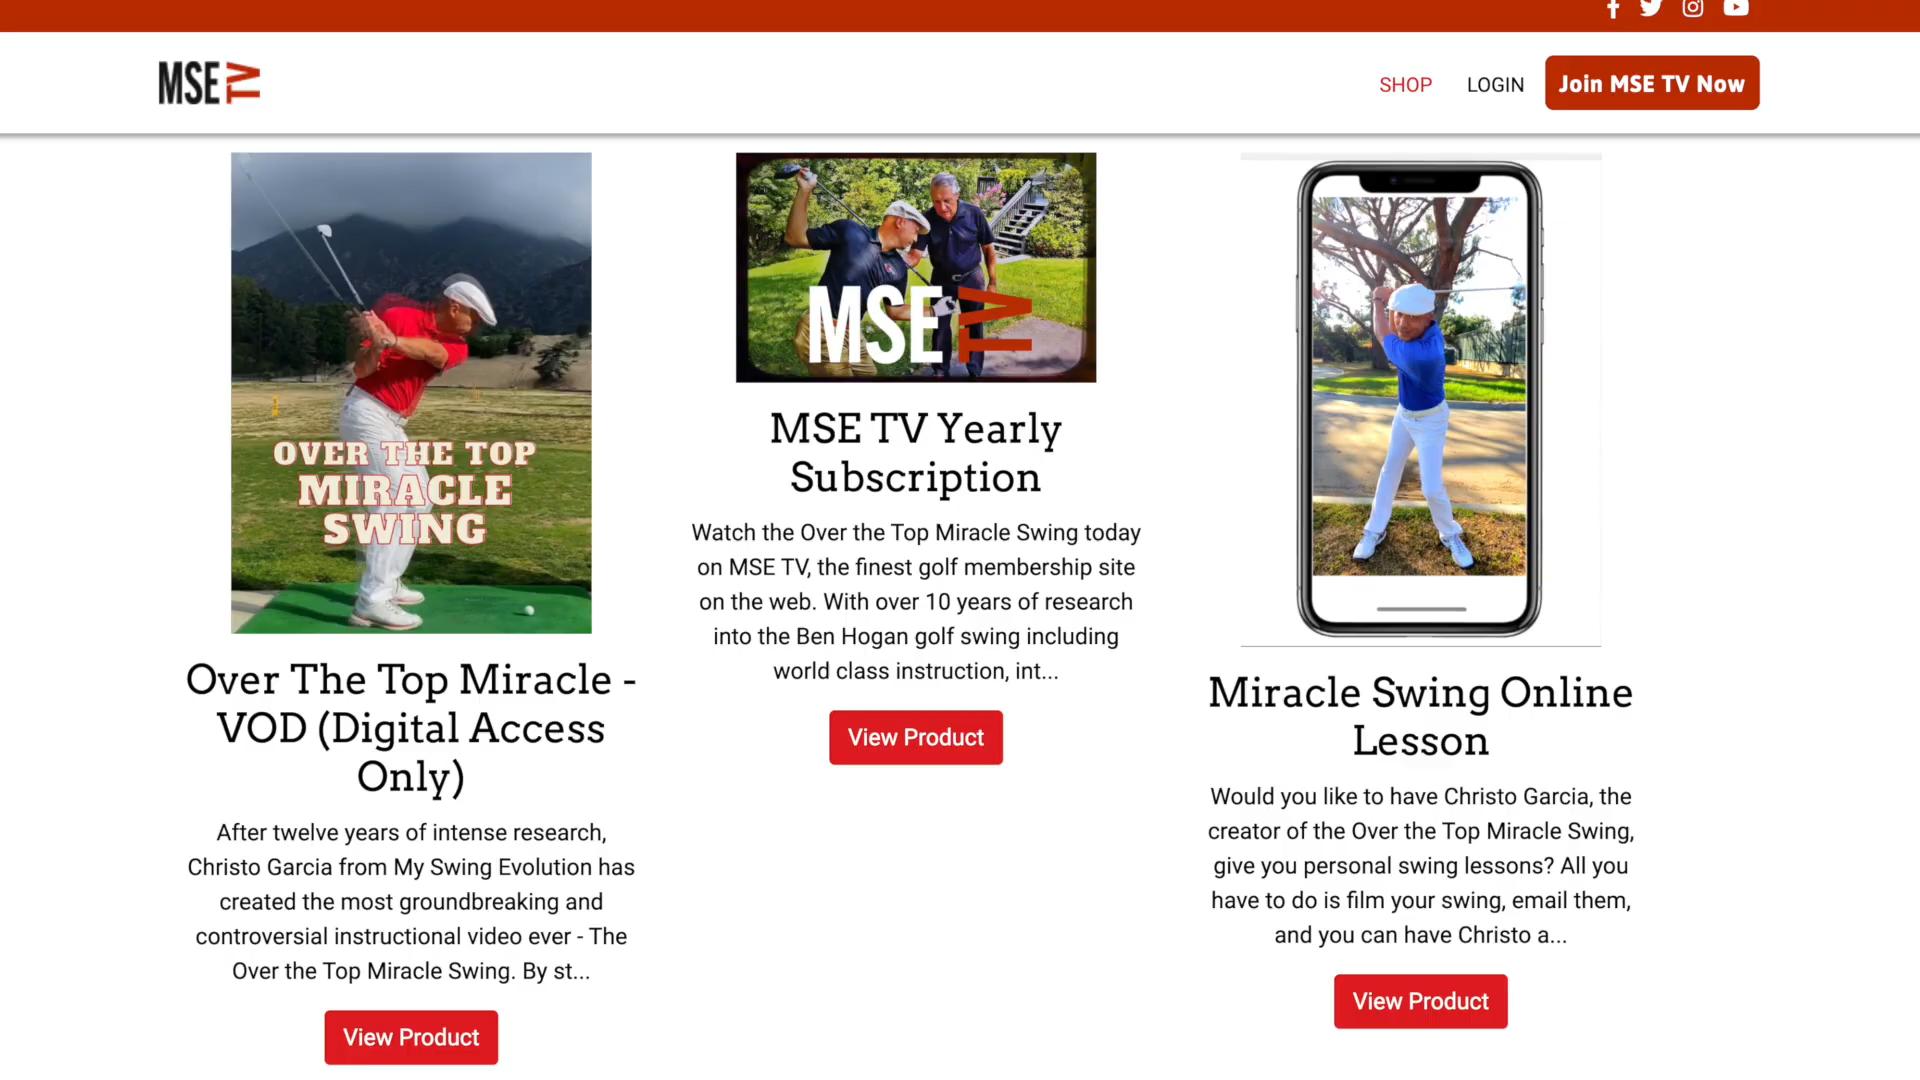 MSE TV
SHOP
LOGIN
Join MSE TV Now
OVER THE TOP
MIRACLE
SWING
Over The Top Miracle -
VOD (Digital Access
Only)
After twelve years of intense research,
Christo Garcia from My Swing Evolution has
created the most groundbreaking and
controversial instructional video ever - The
Over the Top Miracle Swing. By st...
View Product
MSE TV
MSE TV Yearly
Subscription
Watch the Over the Top Miracle Swing today
on MSE TV, the finest golf membership site
on the web. With over 10 years of research
into the Ben Hogan golf swing including
world class instruction, int...
View Product
Miracle Swing Online
Lesson
Would you like to have Christo Garcia, the
creator of the Over the Top Miracle Swing,
give you personal swing lessons? All you
have to do is film your swing, email them,
and you can have Christo a...
View Product